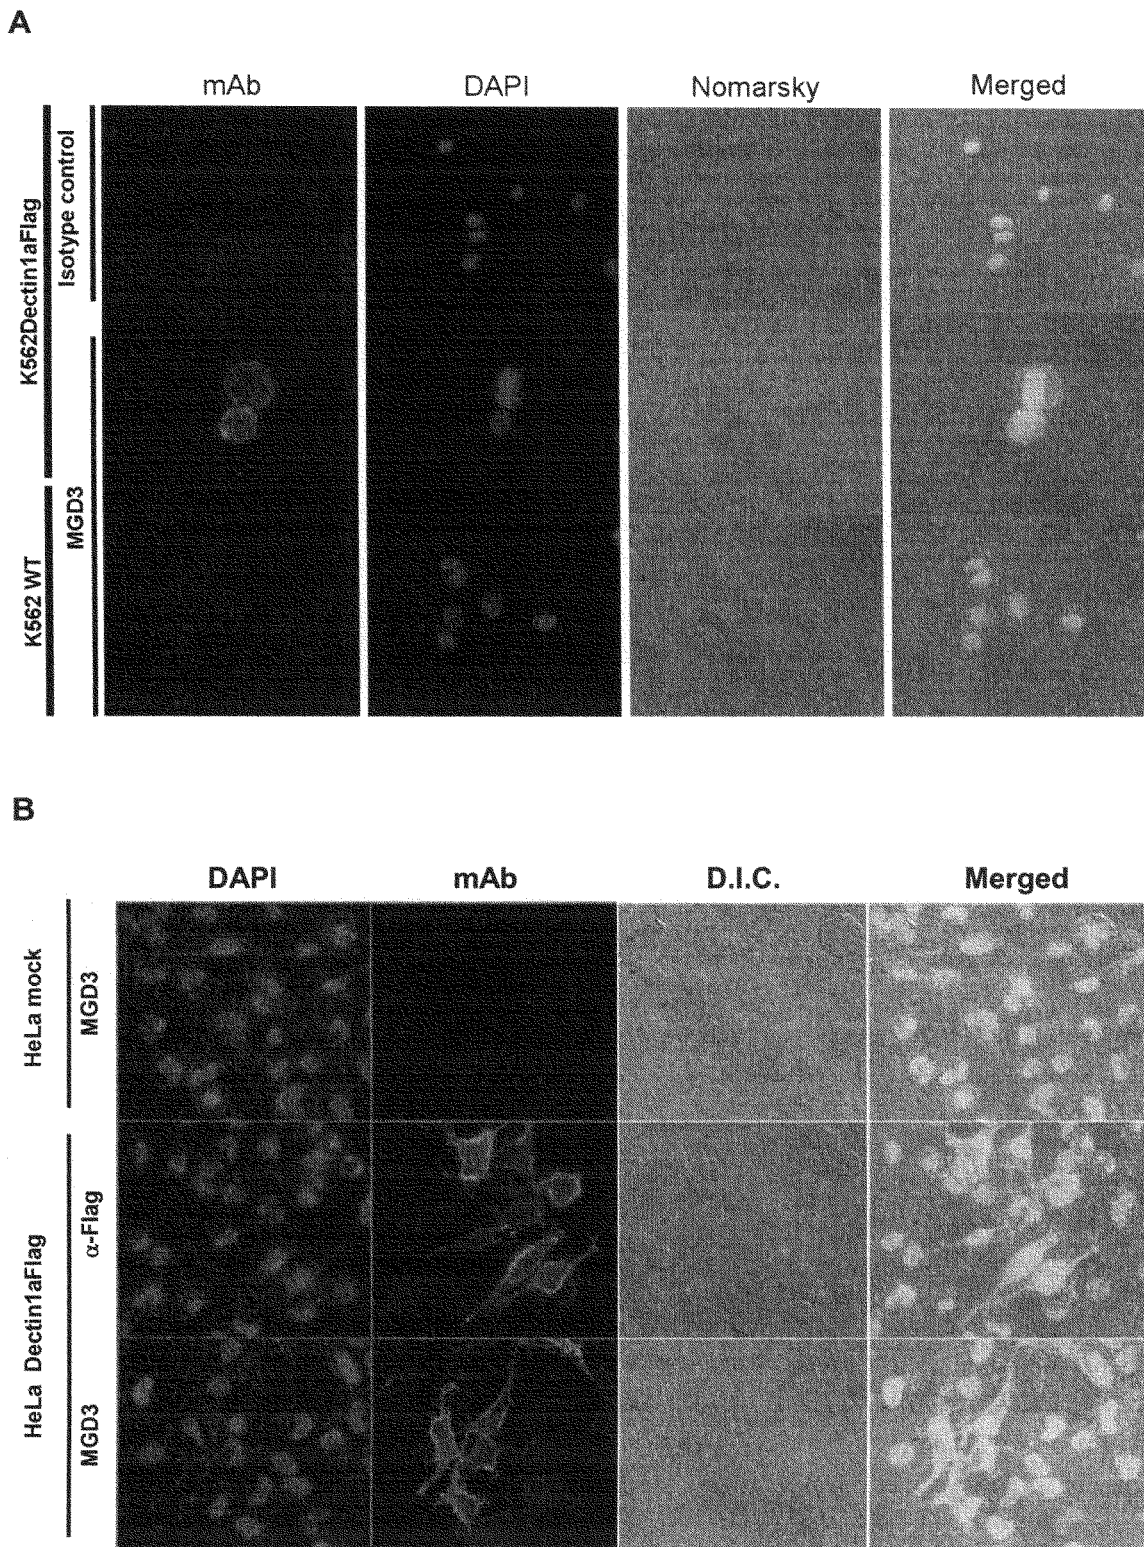 A
mAb DAPI Nomarsky Merged
K562Dectin1aFlag
Isotype control
MGD3
K562 WT
B
DAPI mAb D.I.C. Merged
HeLa mock
MGD3
HeLa Dectin1aFlag
α-Flag
MGD3